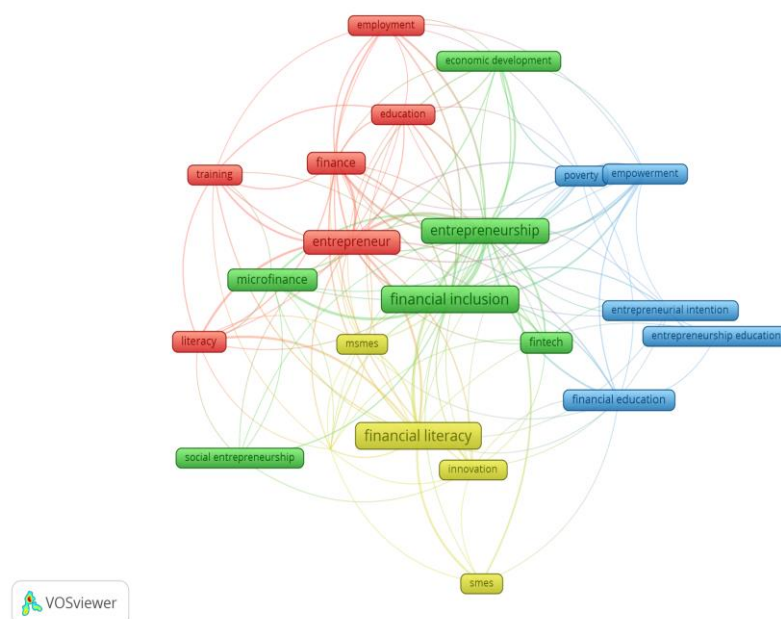 employment
economic development
education
finance
training
poverty
empowerment
entrepreneurship
entrepreneur
microfinance
financial inclusion
entrepreneurial intention
entrepreneurship education
literacy
msmes
fintech
financial education
financial literacy
social entrepreneurship
innovation
smes
VOSviewer